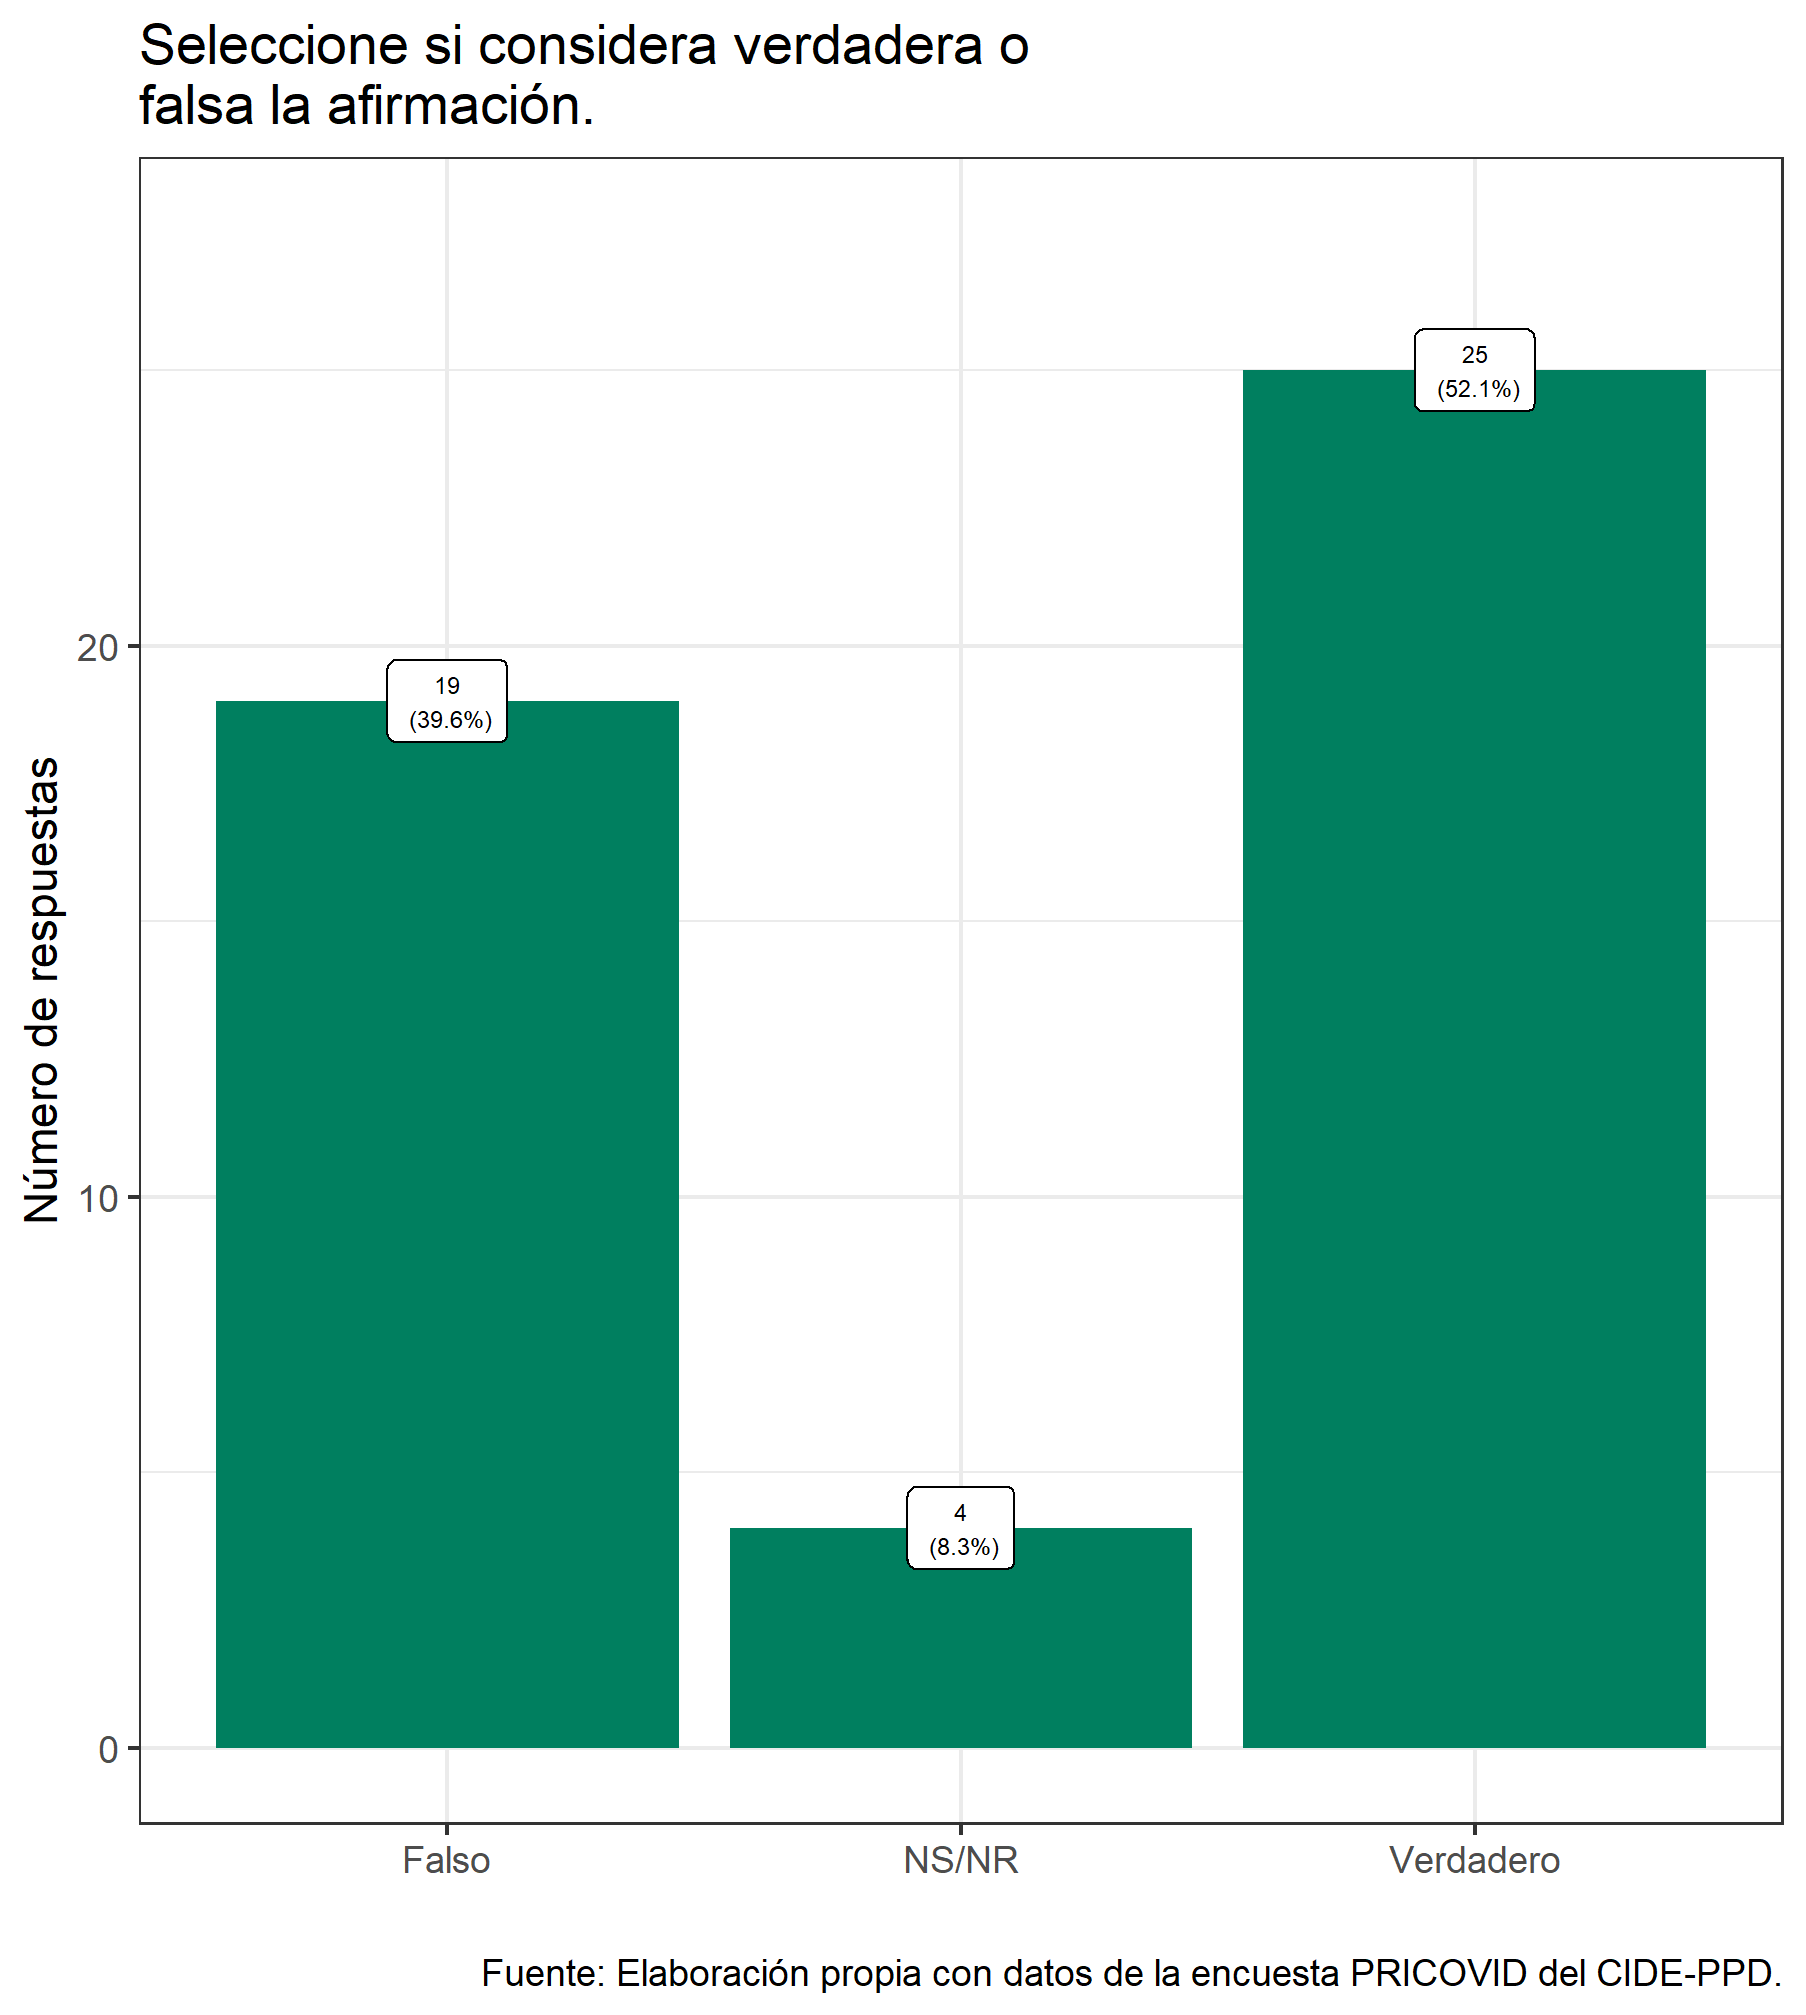 Seleccione si considera verdadera o
falsa la afirmación.
Número de respuestas
20
10
0
19
(39.6%)
4
(8.3%)
25
(52.1%)
Falso
NS/NR
Verdadero
Fuente: Elaboración propia con datos de la encuesta PRICOVID del CIDE-PPD.